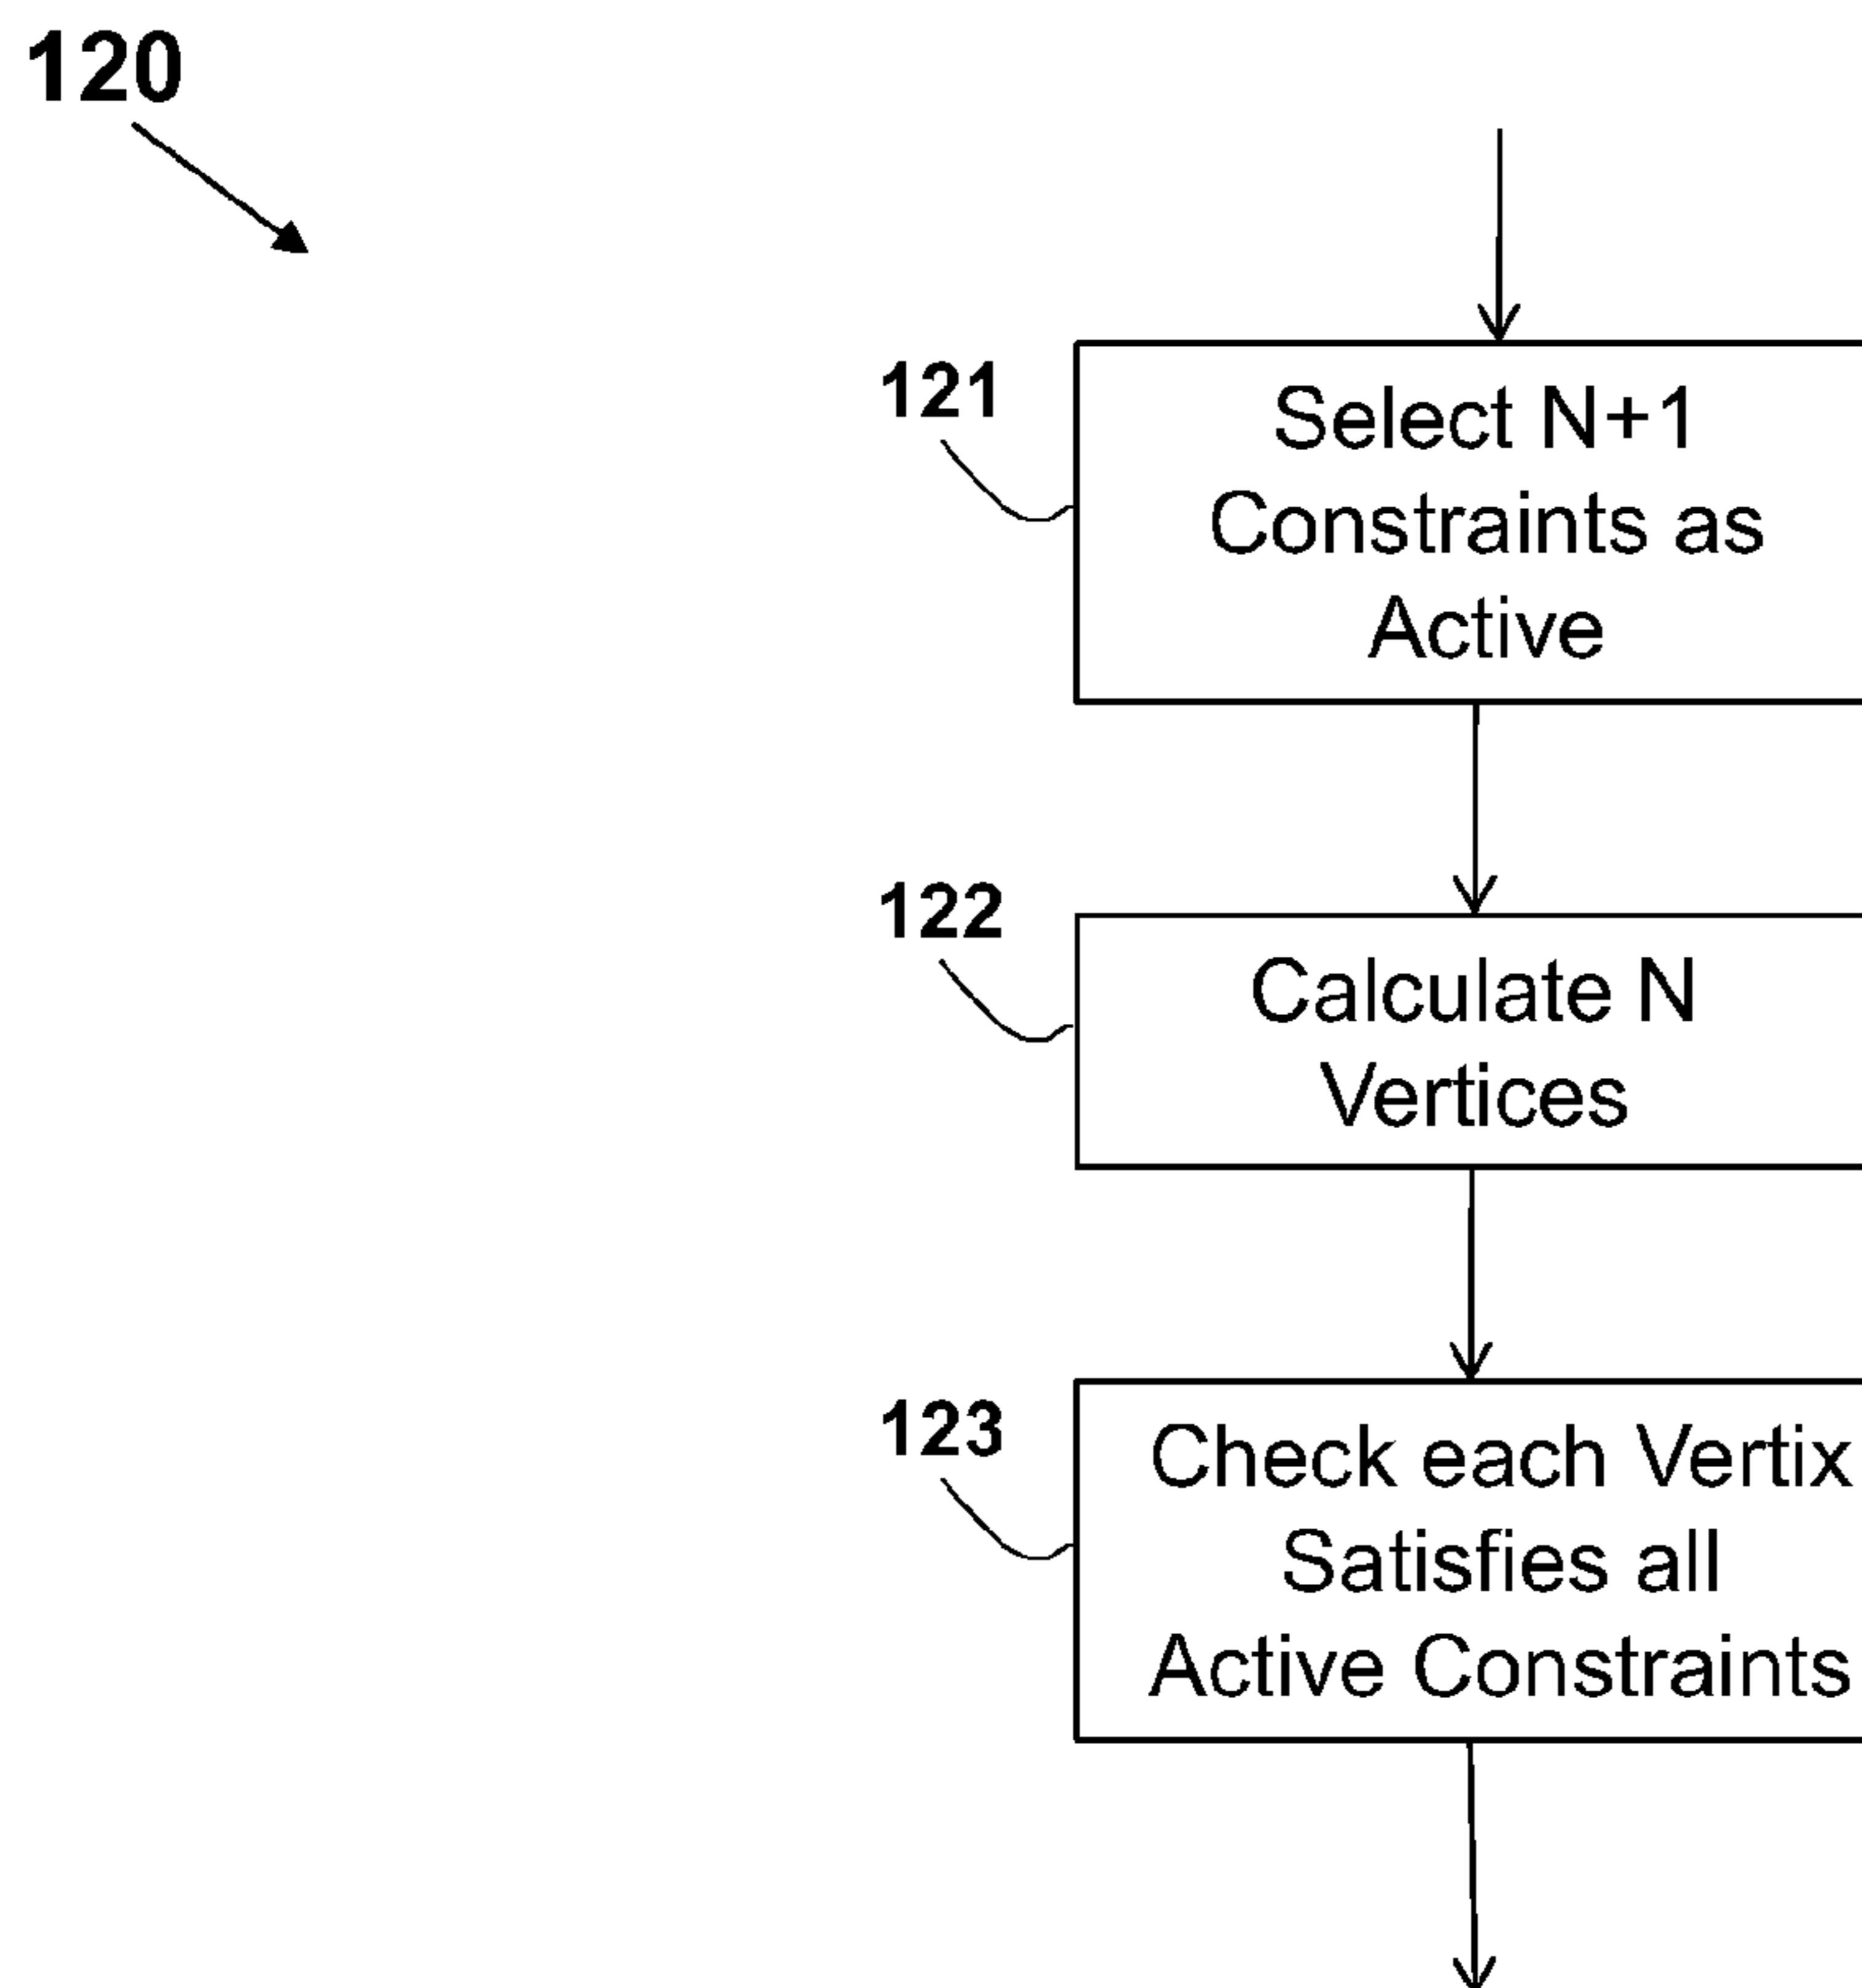 120
121
Select N+1
Constraints as
Active
122
Calculate N
Vertices
123
Check each Vertix
Satisfies all
Active Constraints